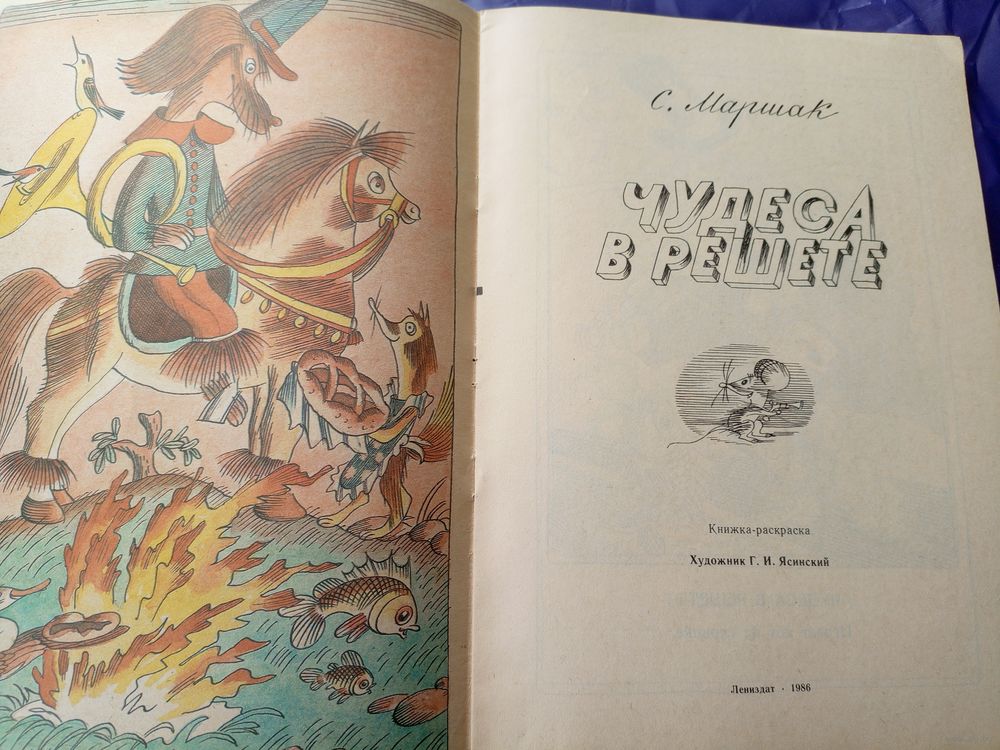 С. Маршак
ЧУДЕСА
В РЕШЕТЕ
Книжка-раскраска
Художник Г. И. Ясинский
Лениздат · 1986